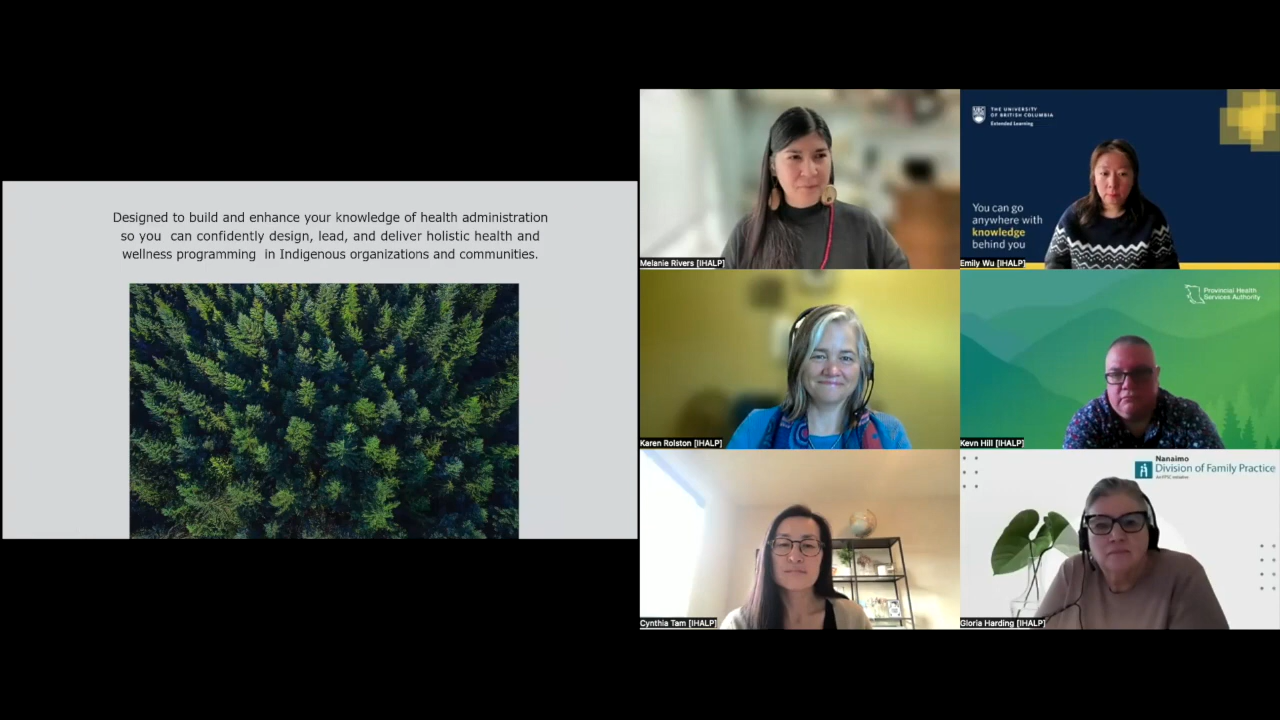 Designed to build and enhance your knowledge of health administration
so you can confidently design, lead, and deliver holistic health and
wellness programming in Indigenous organizations and communities.
Melanie Rivers [IHALP]
UBC
THE UNIVERSITY
OF BRITISH COLUMBIA
Extended Learning
You can go
anywhere with
knowledge
behind you
Emily Wu [IHALP]
Karen Rolston [IHALP]
Provincial Health
Services Authority
Kevn Hill [IHALP]
Cynthia Tam [IHALP]
Nanaimo
Division of Family Practice
Gloria Harding [IHALP]